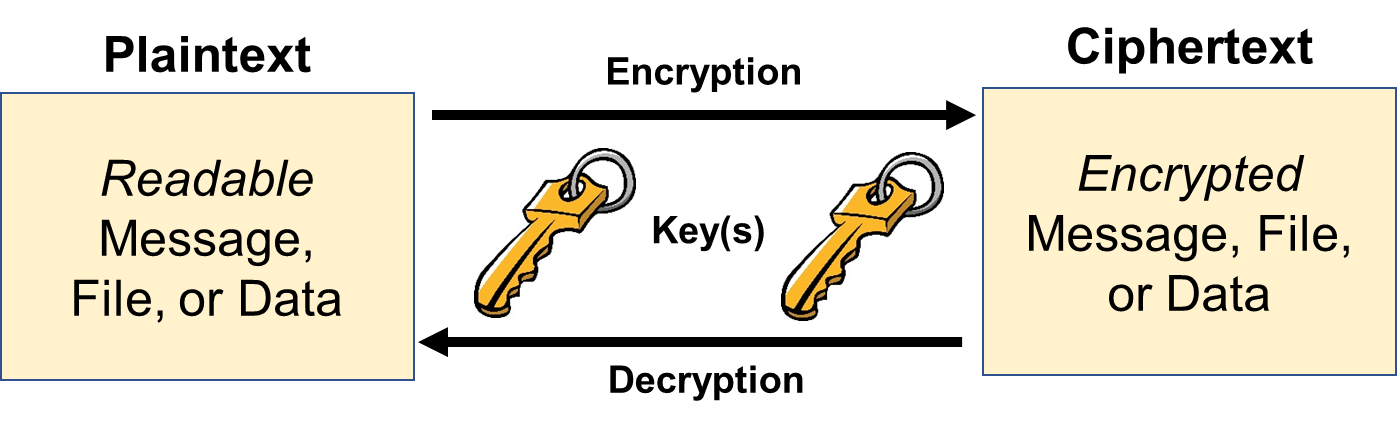 Plaintext
Readable
Message,
File, or Data
Encryption
Key(s)
Decryption
Ciphertext
Encrypted
Message, File,
or Data